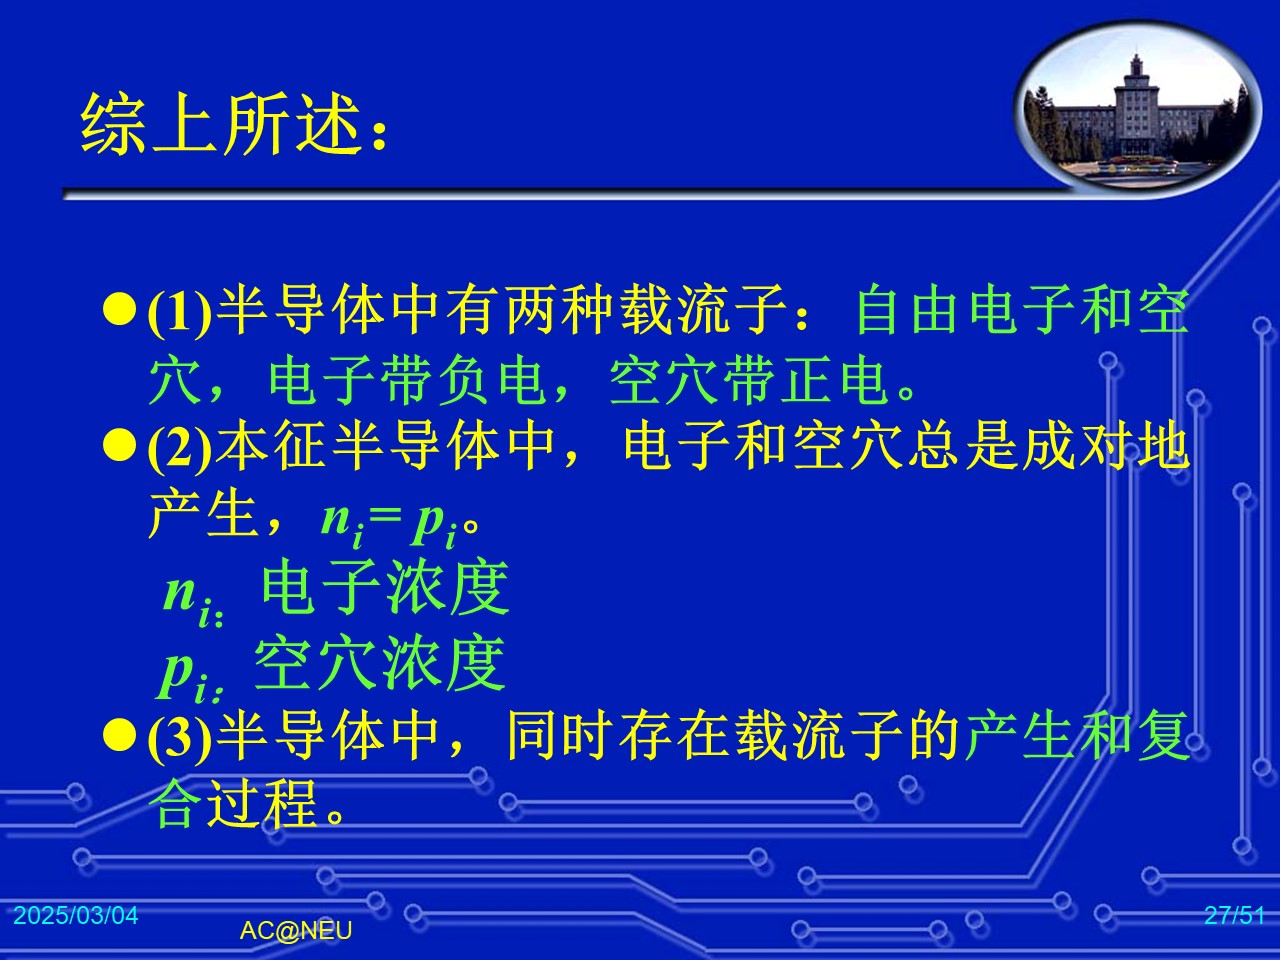 综上所述：
●(1)半导体中有两种载流子：自由电子和空
穴，电子带负电，空穴带正电。
●(2)本征半导体中，电子和空穴总是成对地
产生，ni= pi。
ni：电子浓度
pi：空穴浓度
●(3)半导体中，同时存在载流子的产生和复
合过程。
2025/03/04
AC@NEU
27/51